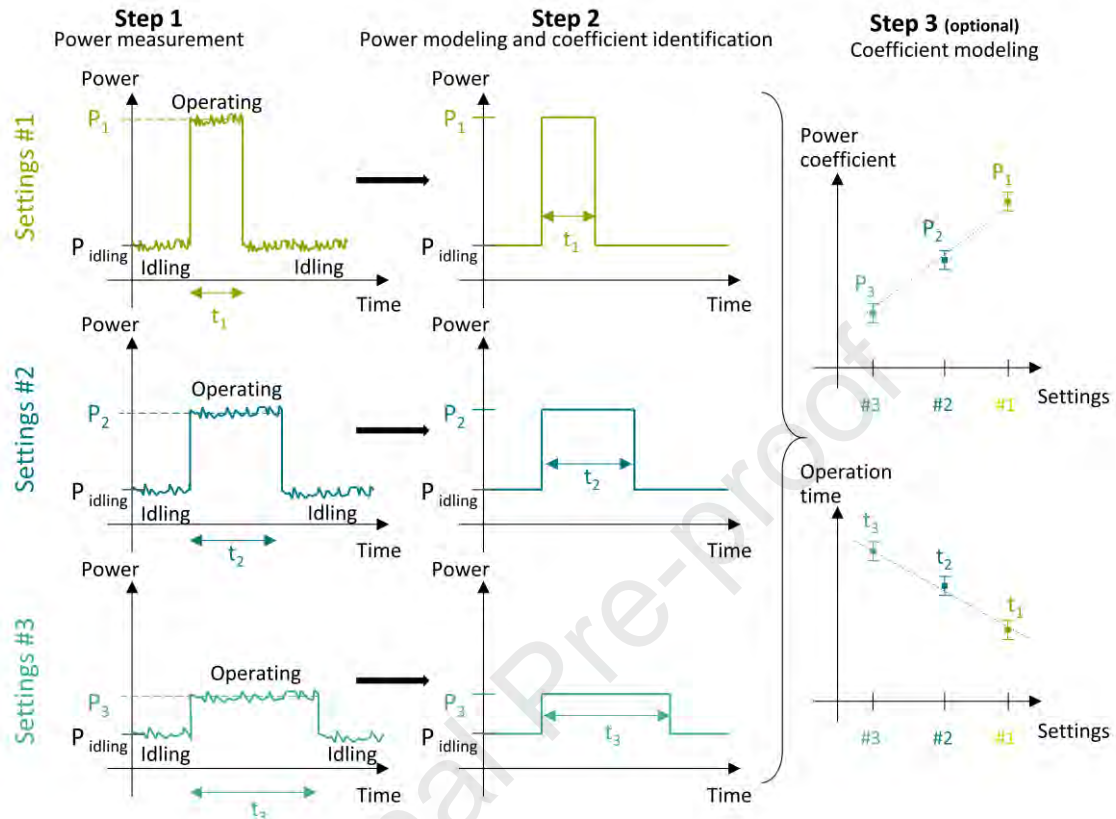 Step 1
Power measurement
Step 2
Power modeling and coefficient identification
Step 3 (optional)
Coefficient modeling
Settings #1
Power
Operating
P1
P idling
Idling
Idling
Time
t1
Power
P1
P idling
t1
Time
Settings #2
Power
Operating
P2
P idling
Idling
Idling
Time
t2
Power
P2
P idling
t2
Time
Settings #3
Power
Operating
P3
P idling
Idling
Idling
Time
t3
Power
P3
P idling
t3
Time
Power
coefficient
P1
P2
P3
#3
#2
#1
Settings
Operation
time
t3
t2
t1
#3
#2
#1
Settings
al Pre-proof